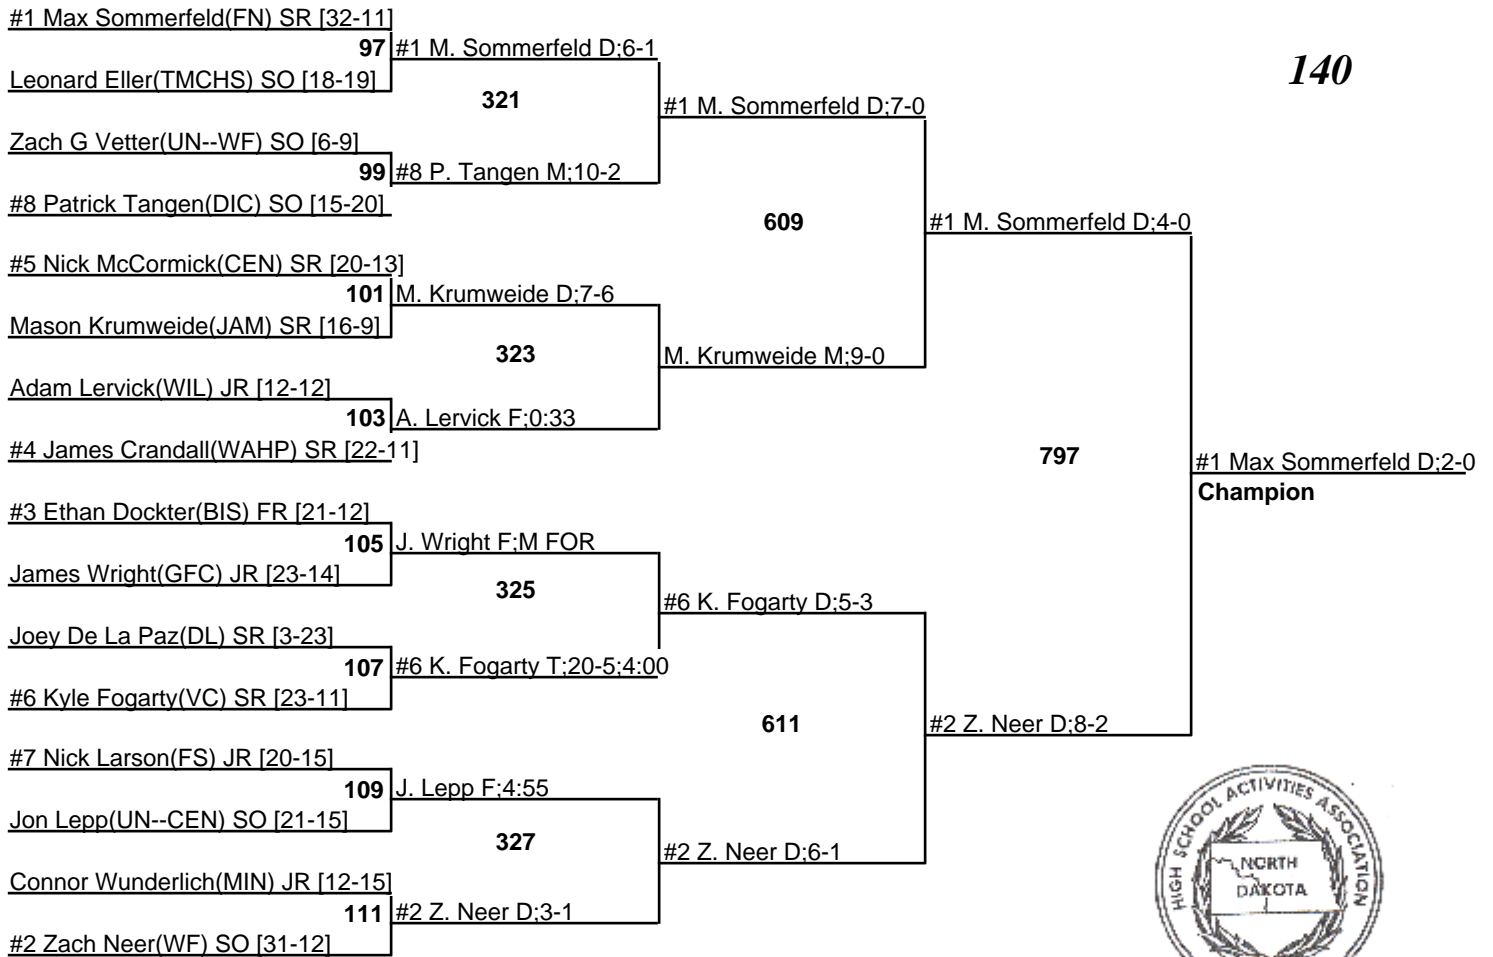 #1 Max Sommerfeld(FN) SR [32-11]
97 #1 M. Sommerfeld D;6-1
140
Leonard Eller(TMCHS) SO [18-19]
321
#1 M. Sommerfeld D;7-0
Zach G Vetter(UN--WF) SO [6-9]
99 #8 P. Tangen M;10-2
#8 Patrick Tangen(DIC) SO [15-20]
609
#1 M. Sommerfeld D;4-0
#5 Nick McCormick(CEN) SR [20-13]
101 M. Krumweide D;7-6
Mason Krumweide(JAM) SR [16-9]
323
M. Krumweide M;9-0
Adam Lervick(WIL) JR [12-12]
103 A. Lervick F;0:33
#4 James Crandall(WAHP) SR [22-11]
797
#1 Max Sommerfeld D;2-0
Champion
#3 Ethan Dockter(BIS) FR [21-12]
105 J. Wright F;M FOR
James Wright(GFC) JR [23-14]
325
#6 K. Fogarty D;5-3
Joey De La Paz(DL) SR [3-23]
107 #6 K. Fogarty T;20-5;4:00
#6 Kyle Fogarty(VC) SR [23-11]
611
#2 Z. Neer D;8-2
#7 Nick Larson(FS) JR [20-15]
109 J. Lepp F;4:55
Jon Lepp(UN--CEN) SO [21-15]
327
#2 Z. Neer D;6-1
Connor Wunderlich(MIN) JR [12-15]
111 #2 Z. Neer D;3-1
#2 Zach Neer(WF) SO [31-12]
HIGH SCHOOL ACTIVITIES ASSOCIATION
NORTH
DAKOTA